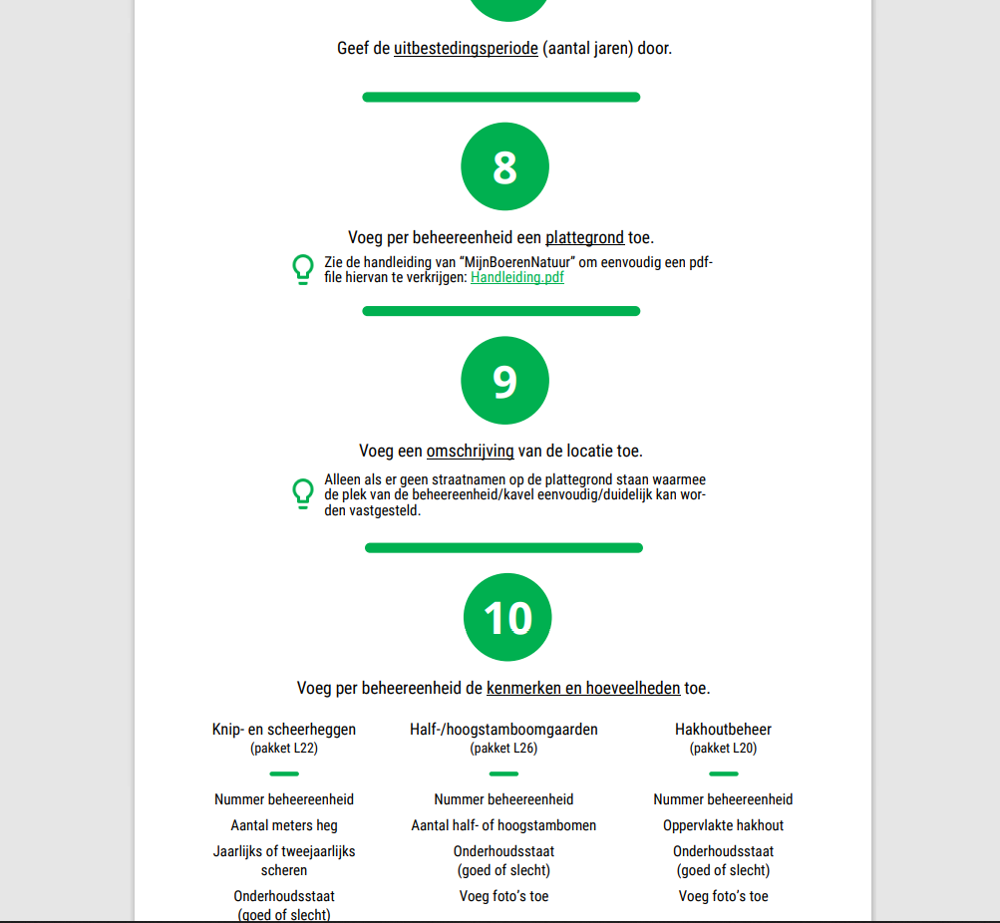 Geef de uitbestedingsperiode (aantal jaren) door.
8
Voeg per beheereenheid een plattegrond toe.
Zie de handleiding van “MijnBoerenNatuur” om eenvoudig een pdf-
file hiervan te verkrijgen: Handleiding.pdf
9
Voeg een omschrijving van de locatie toe.
Alleen als er geen straatnamen op de plattegrond staan waarmee
de plek van de beheereenheid/kavel eenvoudig/duidelijk kan wor-
den vastgesteld.
10
Voeg per beheereenheid de kenmerken en hoeveelheden toe.
Knip- en scheerheggen
(pakket L22)
Nummer beheereenheid
Aantal meters heg
Jaarlijks of tweejaarlijks
scheren
Onderhoudsstaat
(goed of slecht)
Half-/hoogstamboomgaarden
(pakket L26)
Nummer beheereenheid
Aantal half- of hoogstambomen
Onderhoudsstaat
(goed of slecht)
Voeg foto’s toe
Hakhoutbeheer
(pakket L20)
Nummer beheereenheid
Oppervlakte hakhout
Onderhoudsstaat
(goed of slecht)
Voeg foto’s toe